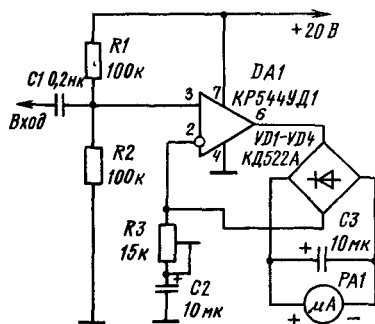 +20 В
R1
100к
C1 0,2мк
Вход
R2
100к
DA1
КР544УД1
3
2
7
4
6
VD1-VD4
КД522А
R3
15к
+
C2
10мк
C3
+
10мк
PA1
μA
+ −